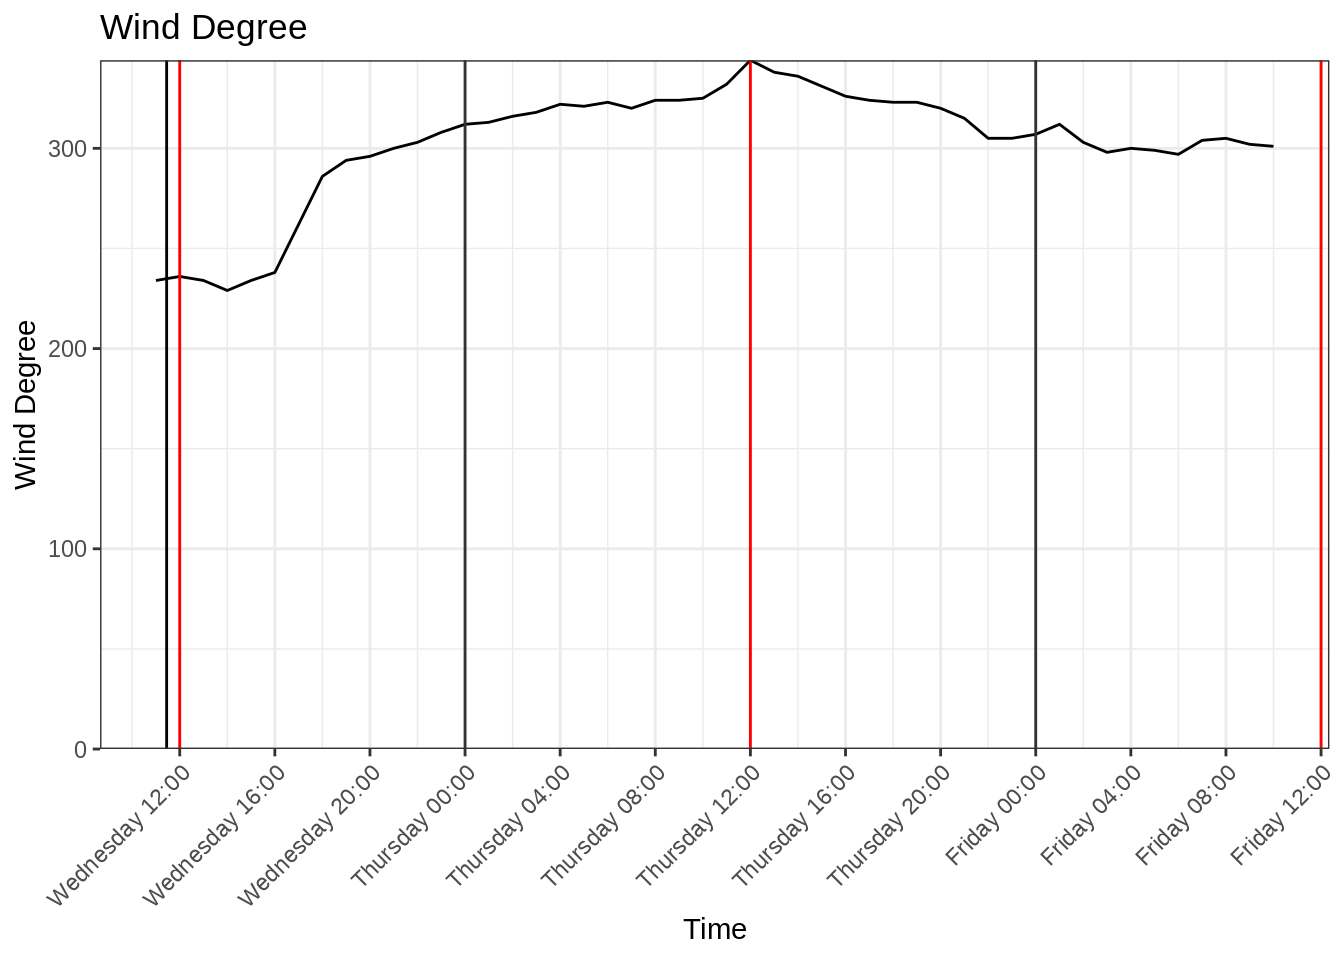 Wind Degree
Wind Degree
300
200
100
0
Wednesday 12:00
Wednesday 16:00
Wednesday 20:00
Thursday 00:00
Thursday 04:00
Thursday 08:00
Thursday 12:00
Thursday 16:00
Thursday 20:00
Friday 00:00
Friday 04:00
Friday 08:00
Friday 12:00
Time